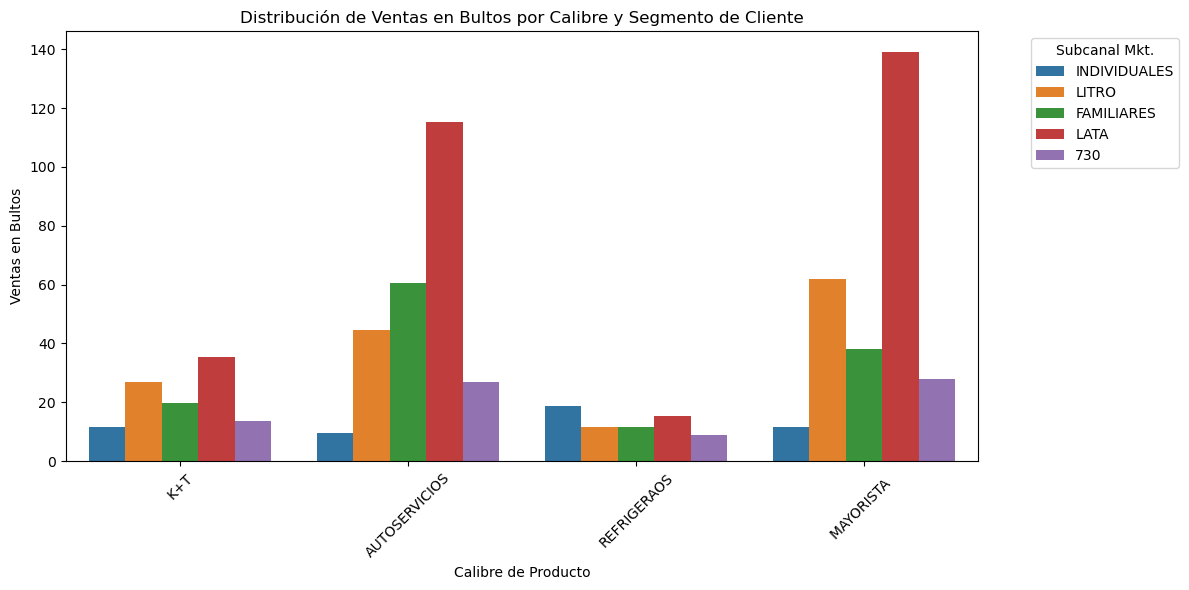 Distribución de Ventas en Bultos por Calibre y Segmento de Cliente
Ventas en Bultos
140
120
100
80
60
40
20
0
K+T
AUTOSERVICIOS
REFRIGERAOS
MAYORISTA
Calibre de Producto
Subcanal Mkt.
INDIVIDUALES
LITRO
FAMILIARES
LATA
730